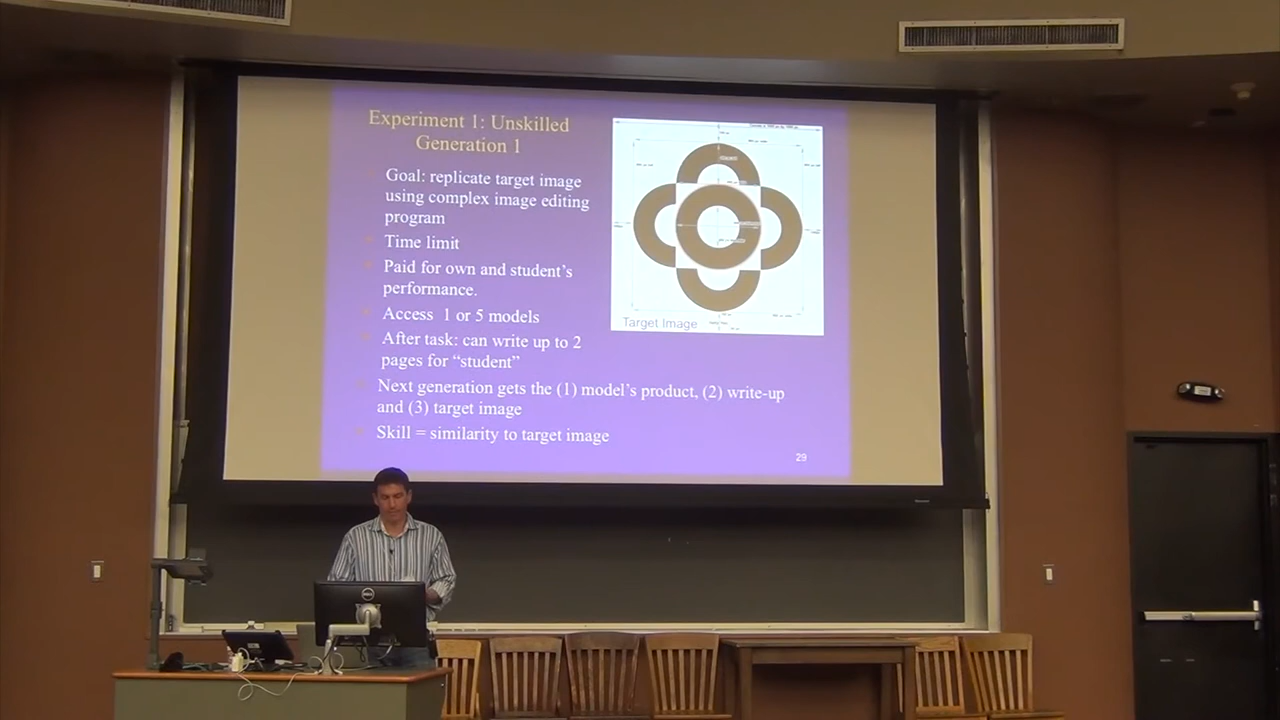 Experiment 1: Unskilled
Generation 1
Goal: replicate target image
using complex image editing
program
Time limit
Paid for own and student's
performance.
Access 1 or 5 models
After task: can write up to 2
pages for “student”
Next generation gets the (1) model's product, (2) write-up
and (3) target image
Skill = similarity to target image
Target Image
29
DELL